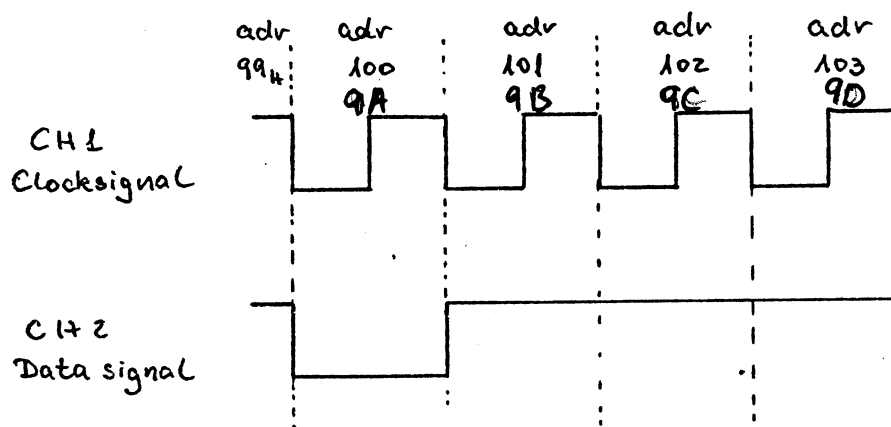 adr adr adr adr adr
99H 100 101 102 103
9A 9B 9C 9D
CH1
Clocksignal
CH2
Data signal